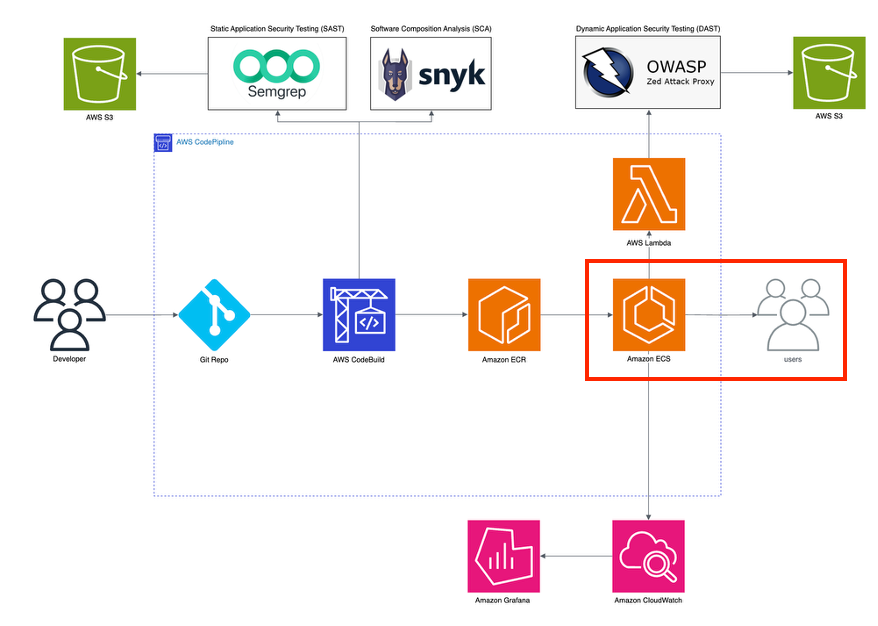 Static Application Security Testing (SAST)
Software Composition Analysis (SCA)
Dynamic Application Security Testing (DAST)
Semgrep
snyk
OWASP
Zed Attack Proxy
AWS S3
AWS S3
AWS CodePipline
AWS Lambda
Developer
Git Repo
AWS CodeBuild
Amazon ECR
Amazon ECS
users
Amazon Grafana
Amazon CloudWatch